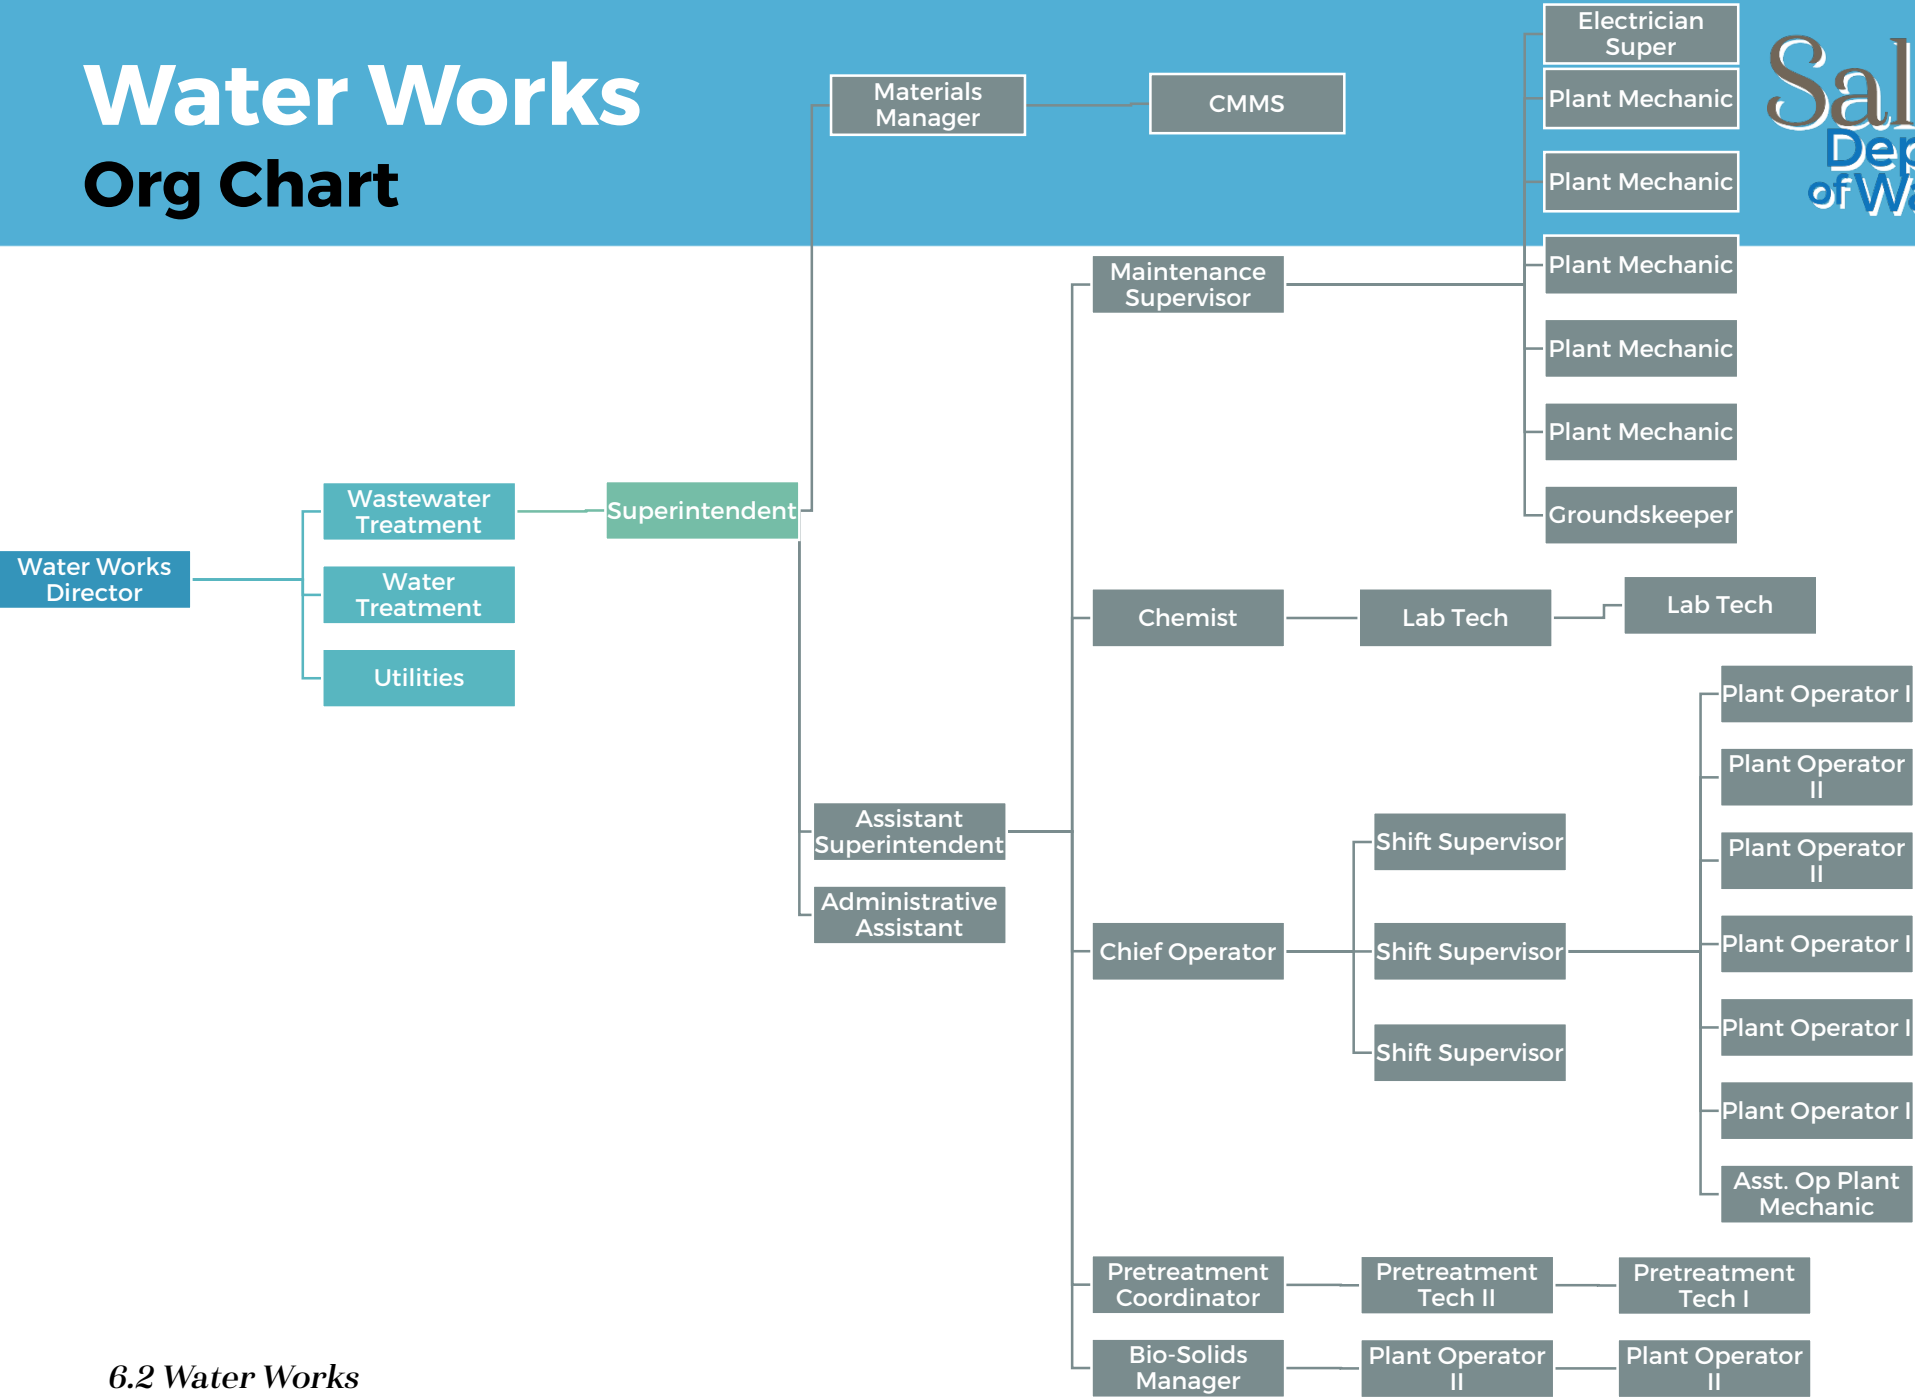 Water Works
Org Chart
Materials
Manager
CMMS
Electrician
Super
Plant Mechanic
Plant Mechanic
Plant Mechanic
Plant Mechanic
Plant Mechanic
Groundskeeper
Maintenance
Supervisor
Wastewater
Treatment
Superintendent
Water Works
Director
Water
Treatment
Utilities
Chemist
Lab Tech
Lab Tech
Plant Operator I
Plant Operator
II
Plant Operator
II
Plant Operator I
Plant Operator I
Plant Operator I
Asst. Op Plant
Mechanic
Assistant
Superintendent
Administrative
Assistant
Shift Supervisor
Chief Operator
Shift Supervisor
Shift Supervisor
Pretreatment
Coordinator
Pretreatment
Tech II
Pretreatment
Tech I
Bio-Solids
Manager
Plant Operator
II
Plant Operator
II
6.2 Water Works